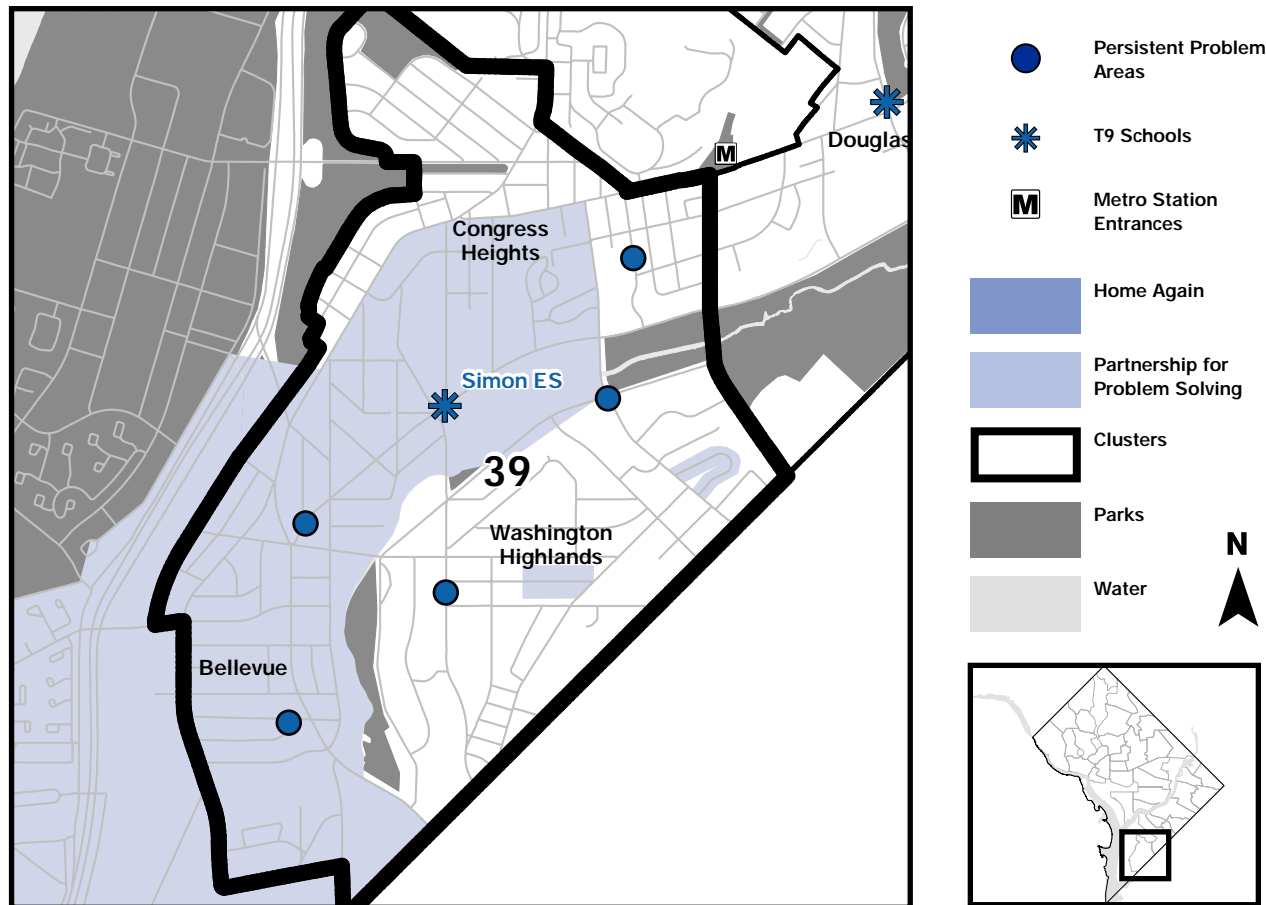 Douglas
M
Congress
Heights
Simon ES
39
Washington
Highlands
Bellevue
Persistent Problem
Areas
T9 Schools
M
Metro Station
Entrances
Home Again
Partnership for
Problem Solving
Clusters
Parks
Water
N